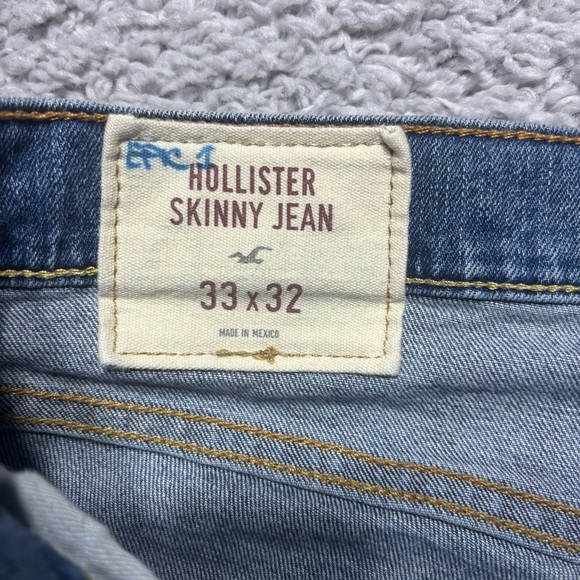 HOLLISTER
SKINNY JEAN
33 x 32
MADE IN MEXICO